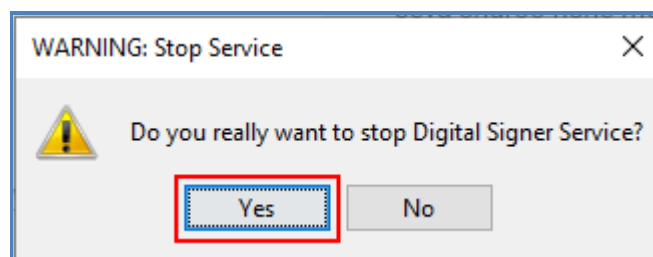 WARNING: Stop Service
Do you really want to stop Digital Signer Service?
Yes No